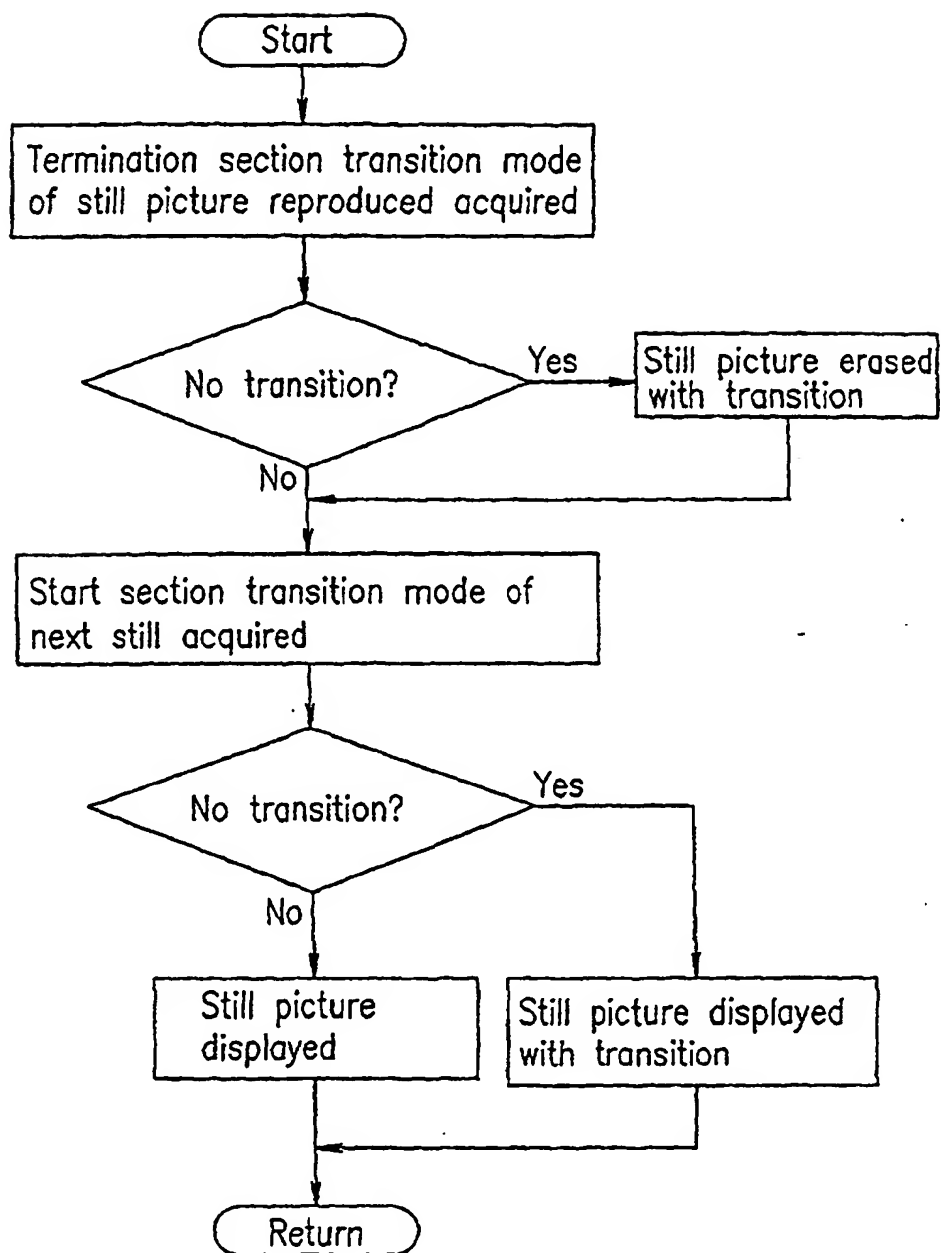 Start
Termination section transition mode
of still picture reproduced acquired
No transition?
Yes
Still picture erased
with transition
No
Start section transition mode of
next still acquired
No transition?
Yes
No
Still picture
displayed
Still picture displayed
with transition
Return